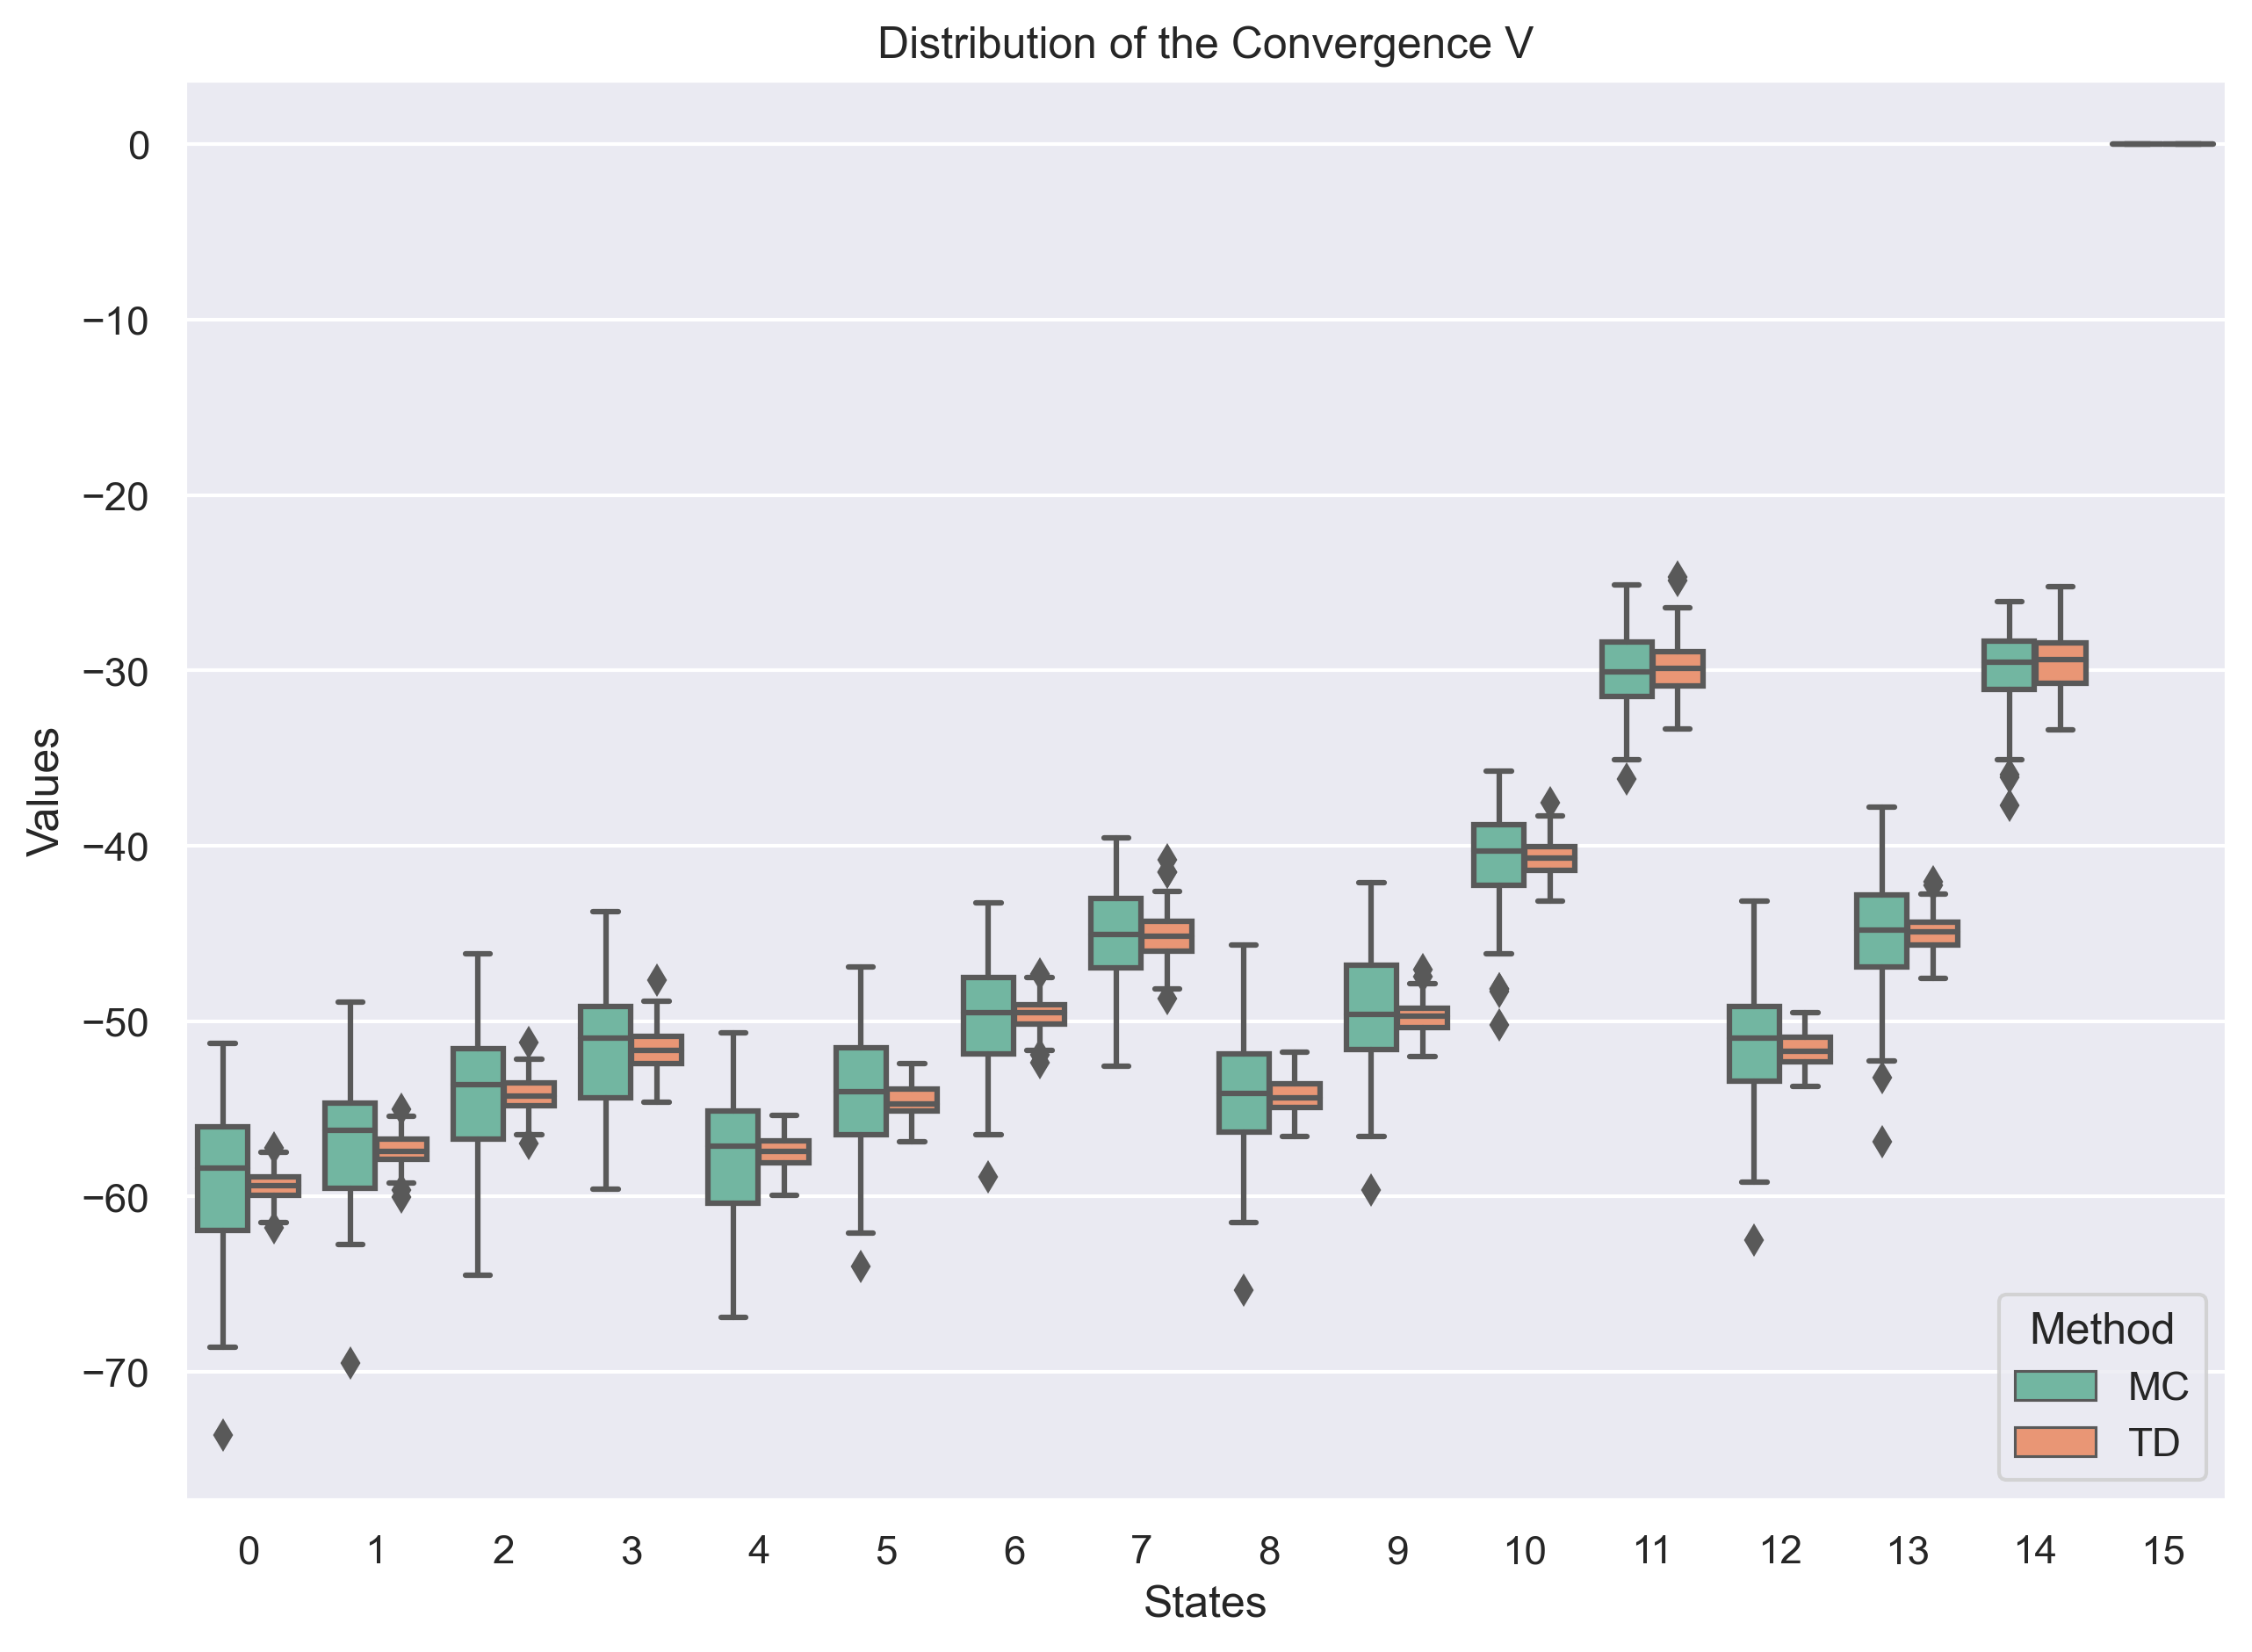 Distribution of the Convergence V
0
−10
−20
−30
−40
−50
−60
−70
Values
0 1 2 3 4 5 6 7 8 9 10 11 12 13 14 15
States
Method
MC
TD